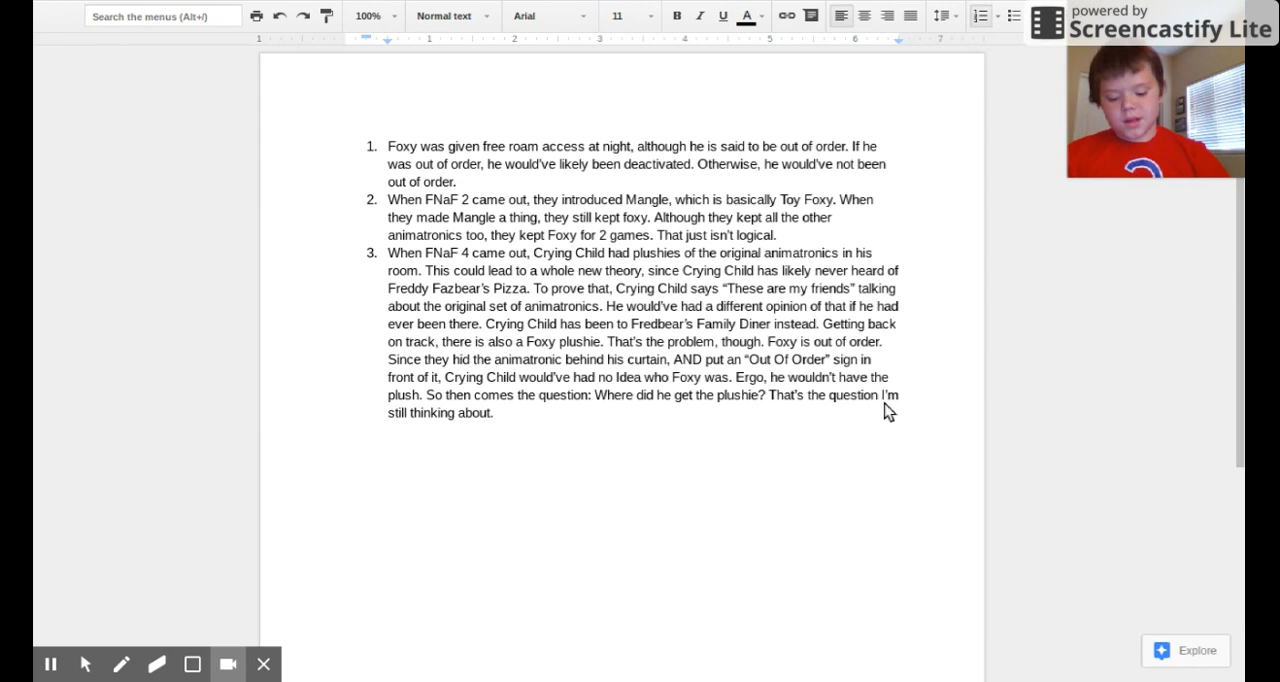 powered by
Screencastify Lite
Search the menus (Alt+/)
100%
Normal text
Arial
11
B I U A
1 1 2 3 4 5 6 7
1. Foxy was given free roam access at night, although he is said to be out of order. If he
was out of order, he would've likely been deactivated. Otherwise, he would've not been
out of order.
2. When FNaF 2 came out, they introduced Mangle, which is basically Toy Foxy. When
they made Mangle a thing, they still kept foxy. Although they kept all the other
animatronics too, they kept Foxy for 2 games. That just isn't logical.
3. When FNaF 4 came out, Crying Child had plushies of the original animatronics in his
room. This could lead to a whole new theory, since Crying Child has likely never heard of
Freddy Fazbear's Pizza. To prove that, Crying Child says “These are my friends” talking
about the original set of animatronics. He would've had a different opinion of that if he had
ever been there. Crying Child has been to Fredbear's Family Diner instead. Getting back
on track, there is also a Foxy plushie. That's the problem, though. Foxy is out of order.
Since they hid the animatronic behind his curtain, AND put an “Out Of Order” sign in
front of it, Crying Child would've had no Idea who Foxy was. Ergo, he wouldn't have the
plush. So then comes the question: Where did he get the plushie? That's the question I'm
still thinking about.
Explore